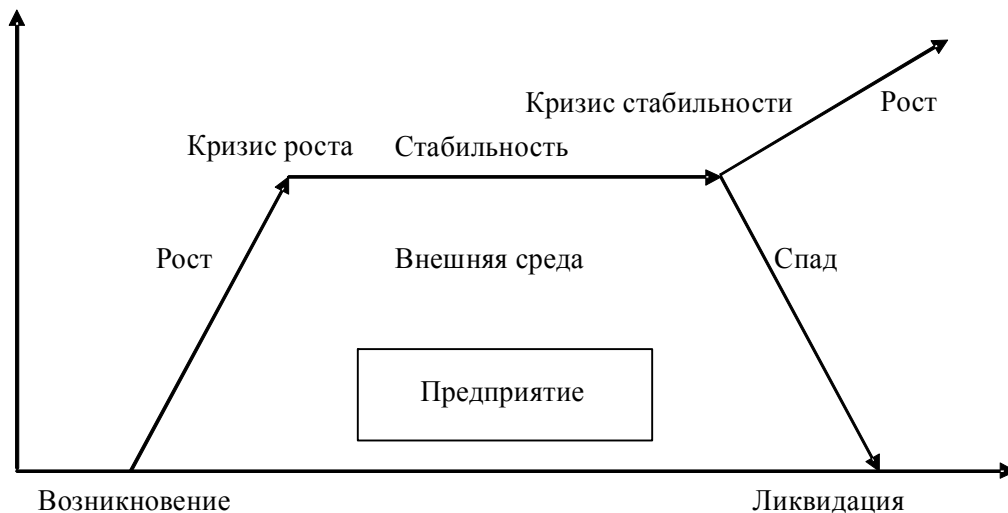 Кризис стабильности
Рост
Кризис роста
Стабильность
Рост
Внешняя среда
Спад
Предприятие
Возникновение
Ликвидация